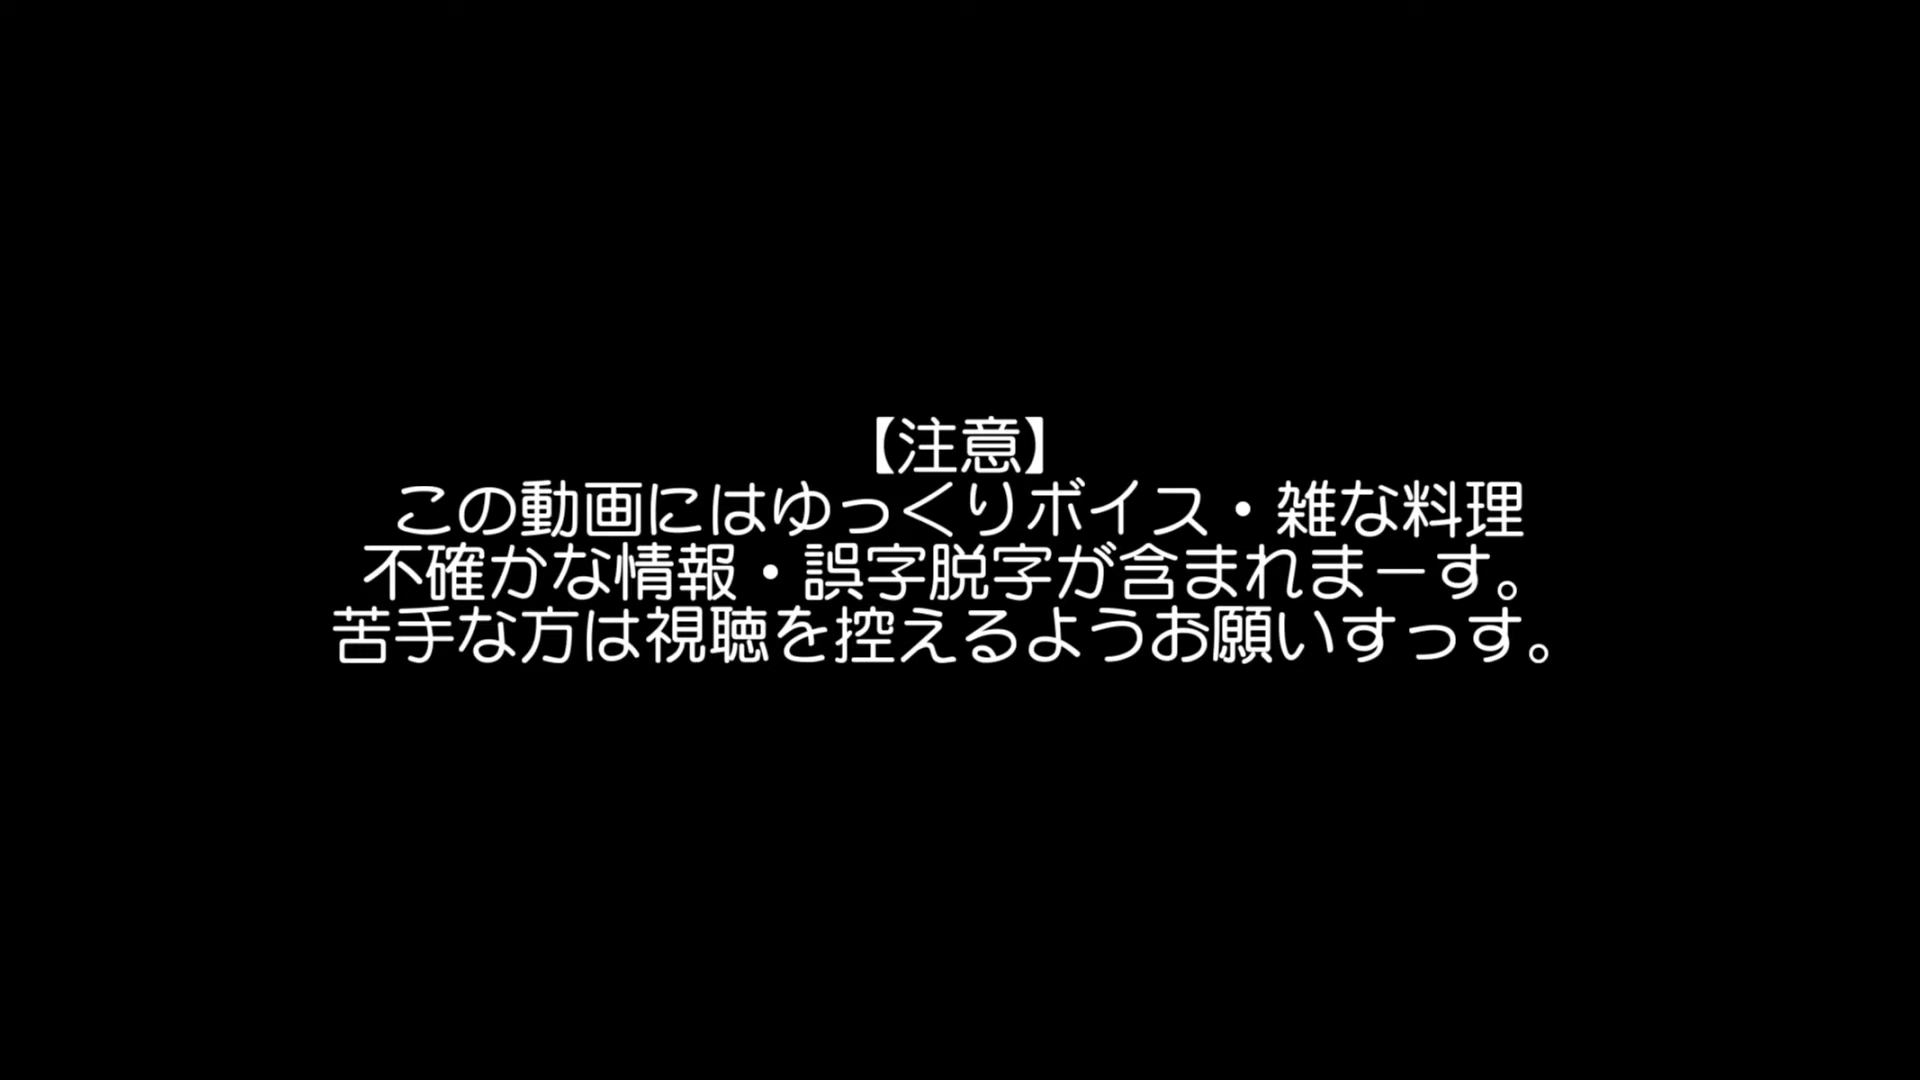 【注意】
この動画にはゆっくりボイス・雑な料理
不確かな情報・誤字脱字が含まれまーす。
苦手な方は視聴を控えるようお願いすっす。